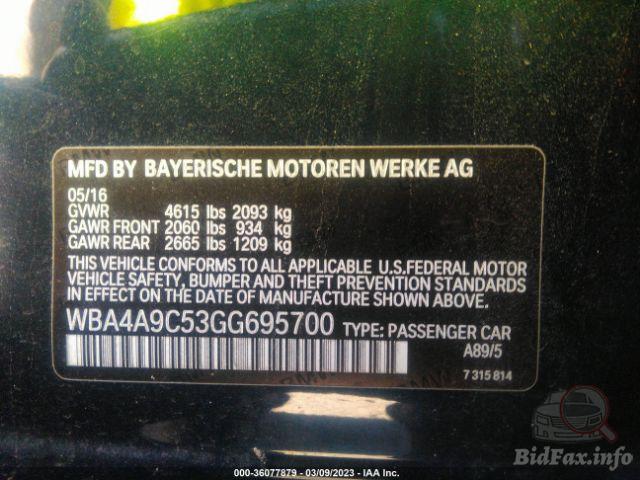 MFD BY BAYERISCHE MOTOREN WERKE AG
05/16
GVWR 4615 lbs 2093 kg
GAWR FRONT 2060 lbs 934 kg
GAWR REAR 2665 lbs 1209 kg
THIS VEHICLE CONFORMS TO ALL APPLICABLE U.S.FEDERAL MOTOR
VEHICLE SAFETY, BUMPER AND THEFT PREVENTION STANDARDS
IN EFFECT ON THE DATE OF MANUFACTURE SHOWN ABOVE.
WBA4A9C53GG695700 TYPE: PASSENGER CAR
A89/5
7 315 814
BidFax.info
000-36077879 - 03/09/2023 - IAA Inc.